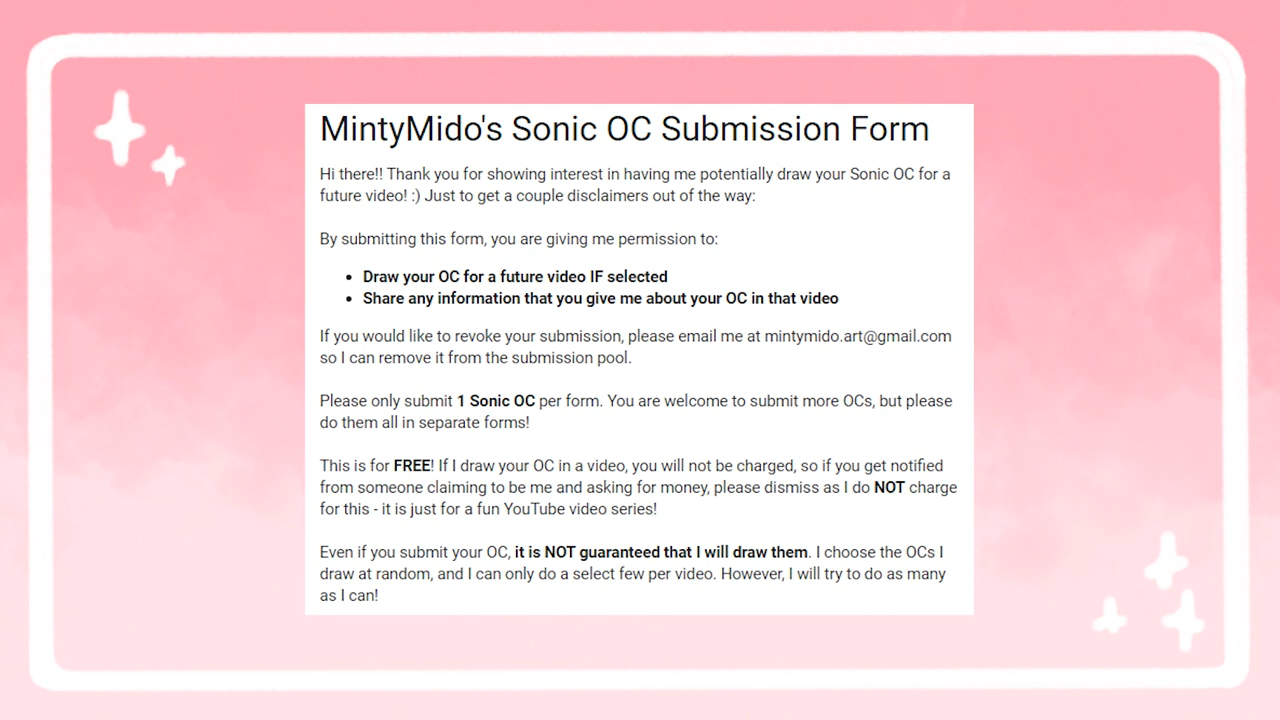 MintyMido's Sonic OC Submission Form
Hi there!! Thank you for showing interest in having me potentially draw your Sonic OC for a
future video! :) Just to get a couple disclaimers out of the way:
By submitting this form, you are giving me permission to:
• Draw your OC for a future video IF selected
• Share any information that you give me about your OC in that video
If you would like to revoke your submission, please email me at mintymido.art@gmail.com
so I can remove it from the submission pool.
Please only submit 1 Sonic OC per form. You are welcome to submit more OCs, but please
do them all in separate forms!
This is for FREE! If I draw your OC in a video, you will not be charged, so if you get notified
from someone claiming to be me and asking for money, please dismiss as I do NOT charge
for this - it is just for a fun YouTube video series!
Even if you submit your OC, it is NOT guaranteed that I will draw them. I choose the OCs I
draw at random, and I can only do a select few per video. However, I will try to do as many
as I can!